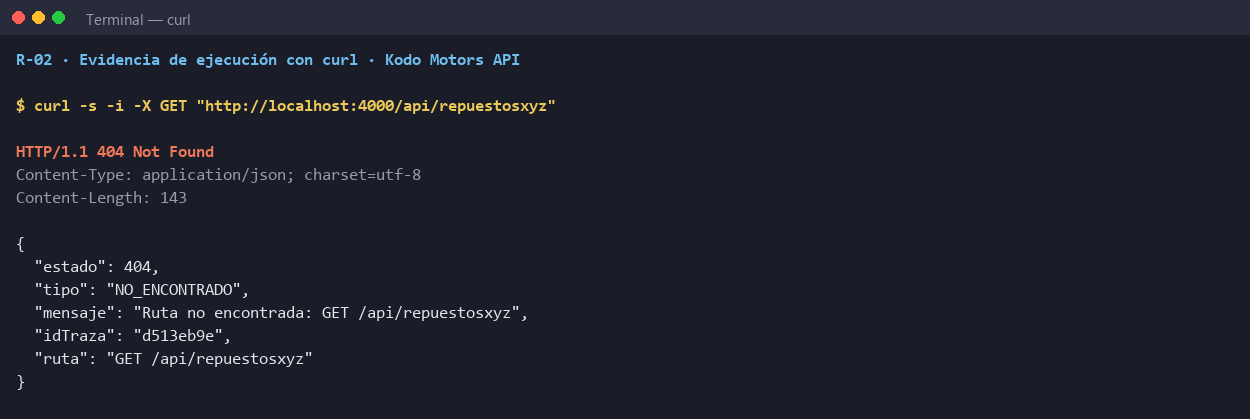 Terminal — curl
R-02 · Evidencia de ejecución con curl · Kodo Motors API
$ curl -s -i -X GET "http://localhost:4000/api/repuestosxyz"
HTTP/1.1 404 Not Found
Content-Type: application/json; charset=utf-8
Content-Length: 143
{
  "estado": 404,
  "tipo": "NO_ENCONTRADO",
  "mensaje": "Ruta no encontrada: GET /api/repuestosxyz",
  "idTraza": "d513eb9e",
  "ruta": "GET /api/repuestosxyz"
}